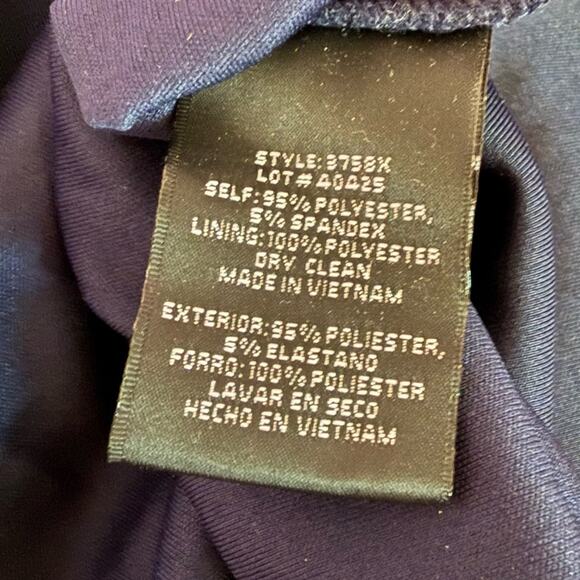 STYLE:3758X
LOT#40425
SELF:95% POLYESTER,
5% SPANDEX
LINING:100% POLYESTER
DRY CLEAN
MADE IN VIETNAM
EXTERIOR:95% POLIESTER,
5% ELASTANO
FORRO:100% POLIESTER
LAVAR EN SECO
HECHO EN VIETNAM